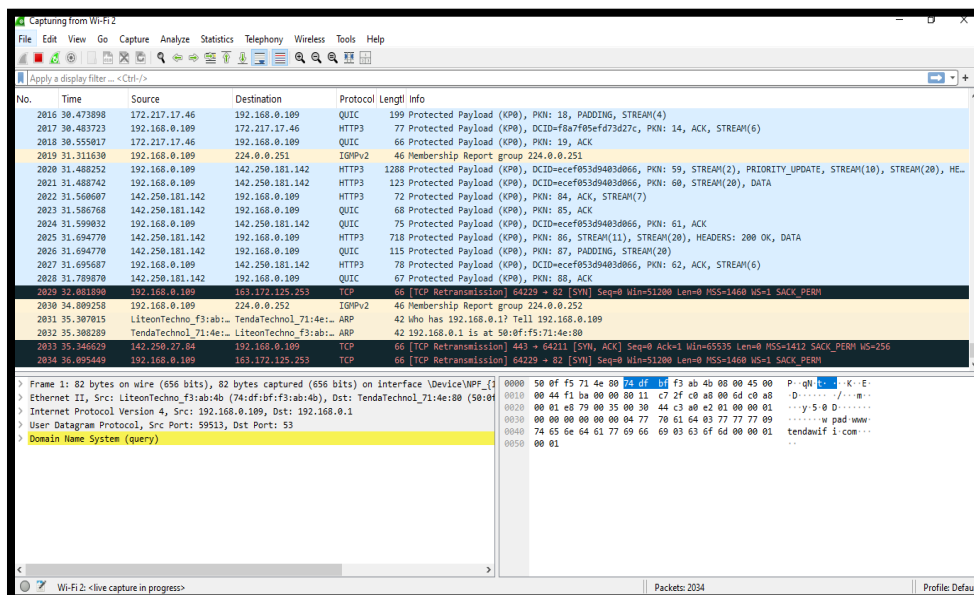 Capturing from Wi-Fi 2
File Edit View Go Capture Analyze Statistics Telephony Wireless Tools Help
Apply a display filter ... <Ctrl-/>
No. Time Source Destination Protocol Lengtl Info
2016 30.473898 172.217.17.46 192.168.0.109 QUIC 199 Protected Payload (KP0), PKN: 18, PADDING, STREAM(4)
2017 30.483723 192.168.0.109 172.217.17.46 HTTP3 77 Protected Payload (KP0), DCID=f8a7f05efd73d27c, PKN: 14, ACK, STREAM(6)
2018 30.555017 172.217.17.46 192.168.0.109 QUIC 66 Protected Payload (KP0), PKN: 19, ACK
2019 31.311630 192.168.0.109 224.0.0.251 IGMPv2 46 Membership Report group 224.0.0.251
2020 31.488252 192.168.0.109 142.250.181.142 HTTP3 1288 Protected Payload (KP0), DCID=ecef053d9403d066, PKN: 59, STREAM(2), PRIORITY_UPDATE, STREAM(10), STREAM(20), HE…
2021 31.488742 192.168.0.109 142.250.181.142 HTTP3 123 Protected Payload (KP0), DCID=ecef053d9403d066, PKN: 60, STREAM(20), DATA
2022 31.560607 142.250.181.142 192.168.0.109 HTTP3 72 Protected Payload (KP0), PKN: 84, ACK, STREAM(7)
2023 31.586768 142.250.181.142 192.168.0.109 QUIC 68 Protected Payload (KP0), PKN: 85, ACK
2024 31.599032 192.168.0.109 142.250.181.142 QUIC 75 Protected Payload (KP0), DCID=ecef053d9403d066, PKN: 61, ACK
2025 31.694770 142.250.181.142 192.168.0.109 HTTP3 718 Protected Payload (KP0), PKN: 86, STREAM(11), STREAM(20), HEADERS: 200 OK, DATA
2026 31.694770 142.250.181.142 192.168.0.109 QUIC 115 Protected Payload (KP0), PKN: 87, PADDING, STREAM(20)
2027 31.695687 192.168.0.109 142.250.181.142 HTTP3 78 Protected Payload (KP0), DCID=ecef053d9403d066, PKN: 62, ACK, STREAM(6)
2028 31.789870 142.250.181.142 192.168.0.109 QUIC 67 Protected Payload (KP0), PKN: 88, ACK
2029 32.081890 192.168.0.109 163.172.125.253 TCP 66 [TCP Retransmission] 64229 → 82 [SYN] Seq=0 Win=51200 Len=0 MSS=1460 WS=1 SACK_PERM
2030 34.809258 192.168.0.109 224.0.0.252 IGMPv2 46 Membership Report group 224.0.0.252
2031 35.307015 LiteonTechno_f3:ab:… TendaTechnol_71:4e:… ARP 42 Who has 192.168.0.1? Tell 192.168.0.109
2032 35.308289 TendaTechnol_71:4e:… LiteonTechno_f3:ab:… ARP 42 192.168.0.1 is at 50:0f:f5:71:4e:80
2033 35.346629 142.250.27.84 192.168.0.109 TCP 66 [TCP Retransmission] 443 → 64211 [SYN, ACK] Seq=0 Ack=1 Win=65535 Len=0 MSS=1412 SACK_PERM WS=256
2034 36.095449 192.168.0.109 163.172.125.253 TCP 66 [TCP Retransmission] 64229 → 82 [SYN] Seq=0 Win=51200 Len=0 MSS=1460 WS=1 SACK_PERM
> Frame 1: 82 bytes on wire (656 bits), 82 bytes captured (656 bits) on interface \Device\NPF_{1
> Ethernet II, Src: LiteonTechno_f3:ab:4b (74:df:bf:f3:ab:4b), Dst: TendaTechnol_71:4e:80 (50:0f
> Internet Protocol Version 4, Src: 192.168.0.109, Dst: 192.168.0.1
> User Datagram Protocol, Src Port: 59513, Dst Port: 53
> Domain Name System (query)
0000 50 0f f5 71 4e 80 74 df bf f3 ab 4b 08 00 45 00 P··qN·t· ···K··E·
0010 00 44 f1 ba 00 00 80 11 c7 2f c0 a8 00 6d c0 a8 ·D······ ·/···m··
0020 00 01 e8 79 00 35 00 30 44 c3 a0 e2 01 00 00 01 ···y·5·0 D·······
0030 00 00 00 00 00 00 04 77 70 61 64 03 77 77 77 09 ·······w pad·www·
0040 74 65 6e 64 61 77 69 66 69 03 63 6f 6d 00 00 01 tendawif i·com···
0050 00 01 ··
Wi-Fi 2: <live capture in progress> Packets: 2034 Profile: Defau